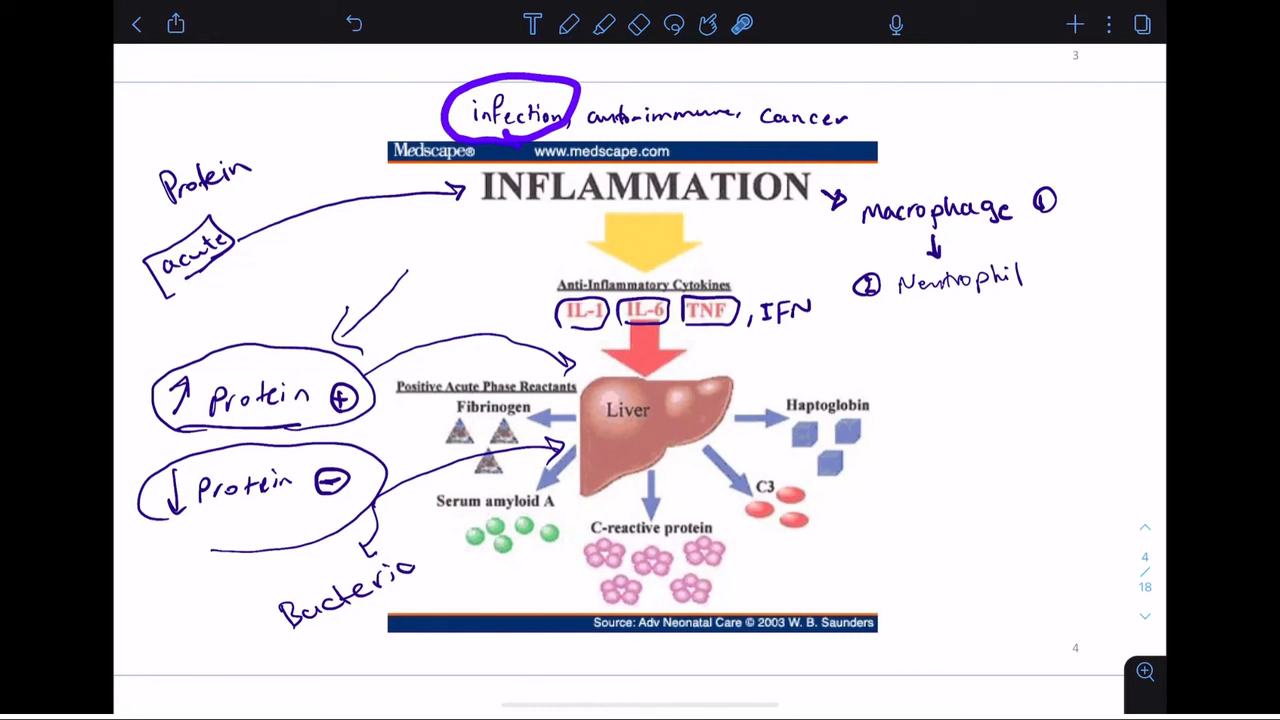 3
infection, auto-immune, cancer
Medscape® www.medscape.com
Protein
INFLAMMATION
acute
Macrophage 1
2 Neutrophil
Anti-Inflammatory Cytokines
IL-1 IL-6 TNF , IFN
↑ Protein +
Positive Acute Phase Reactants
Fibrinogen
Liver
Haptoglobin
↓ Protein -
Serum amyloid A
C3
C-reactive protein
Bacteria
Source: Adv Neonatal Care © 2003 W. B. Saunders
4
/
18
4